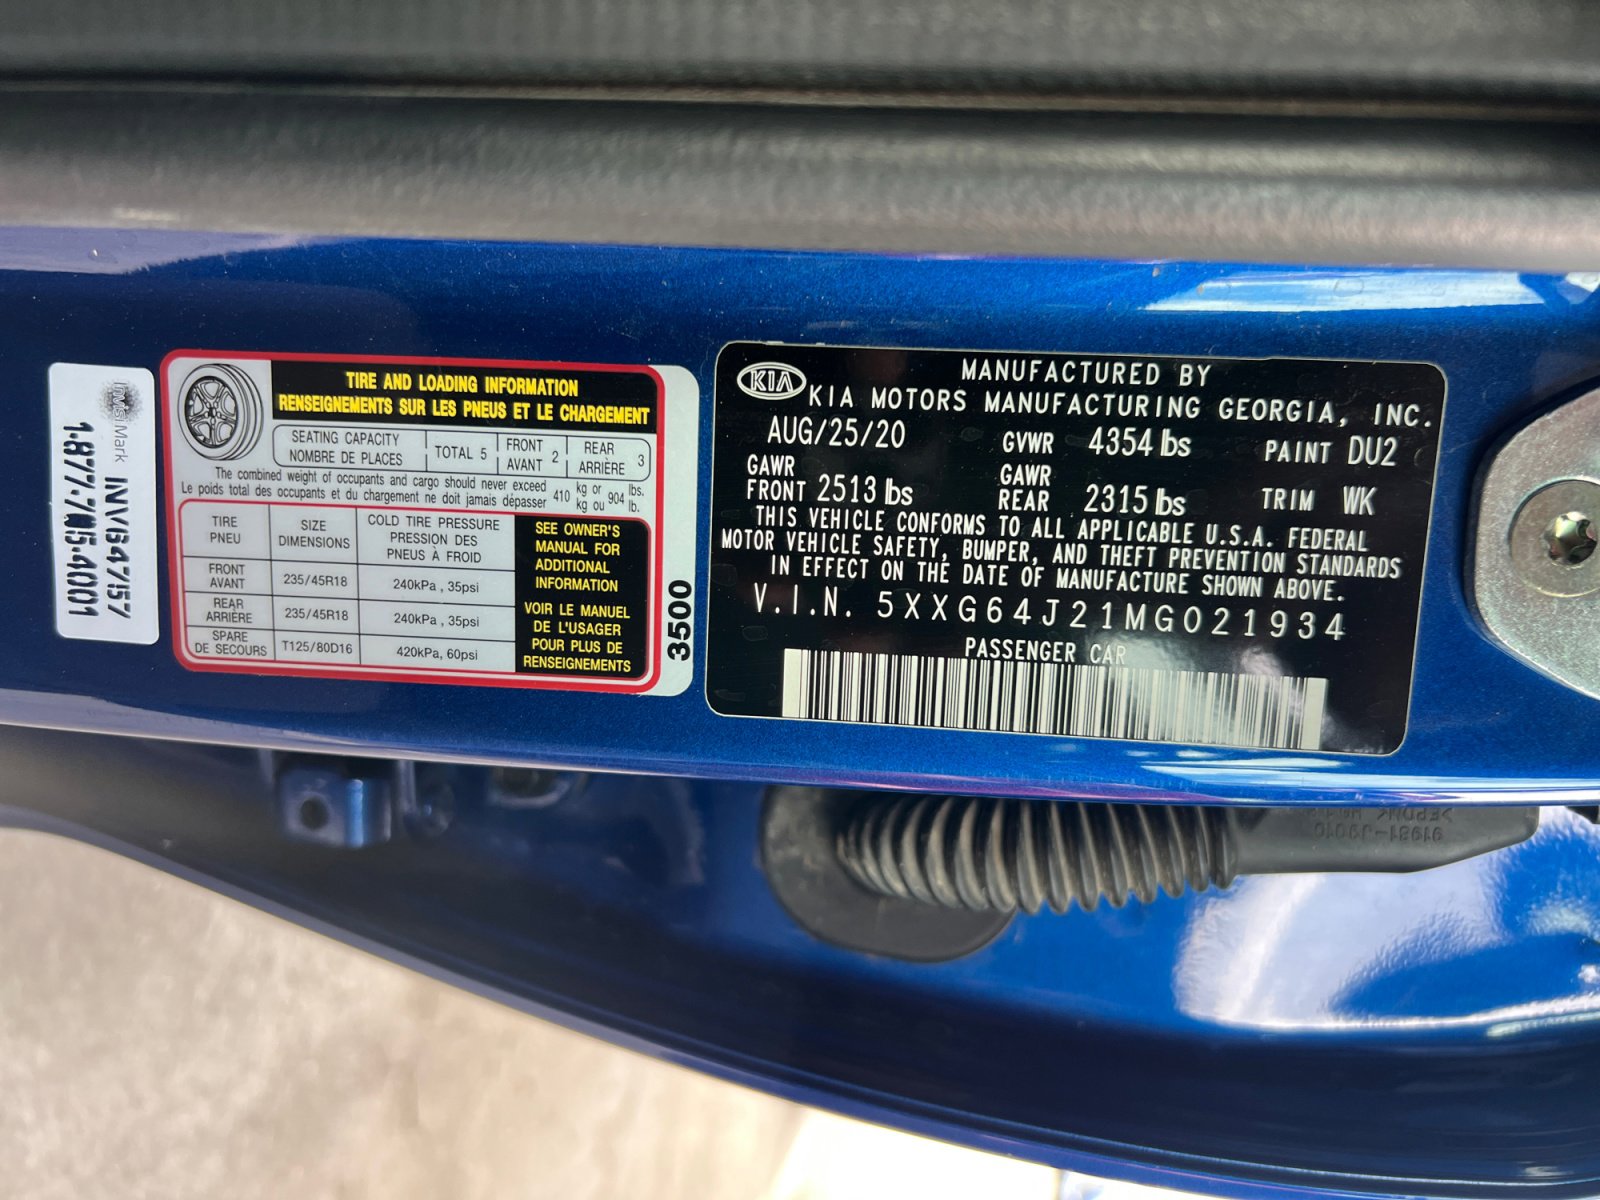 InvisiMark INV647157
TIRE AND LOADING INFORMATION
RENSEIGNEMENTS SUR LES PNEUS ET LE CHARGEMENT
SEATING CAPACITY
NOMBRE DE PLACES
TOTAL 5
FRONT
AVANT 2
REAR
ARRIÈRE 3
The combined weight of occupants and cargo should never exceed 410 kg or 904 lbs.
Le poids total des occupants et du chargement ne doit jamais dépasser 410 kg ou 904 lb.
TIRE
PNEU
SIZE
DIMENSIONS
COLD TIRE PRESSURE
PRESSION DES
PNEUS À FROID
FRONT
AVANT
235/45R18
240kPa , 35psi
REAR
ARRIÈRE
235/45R18
240kPa , 35psi
SPARE
DE SECOURS
T125/80D16
420kPa, 60psi
SEE OWNER'S
MANUAL FOR
ADDITIONAL
INFORMATION
VOIR LE MANUEL
DE L'USAGER
POUR PLUS DE
RENSEIGNEMENTS
3500
KIA
MANUFACTURED BY
KIA MOTORS MANUFACTURING GEORGIA, INC.
AUG/25/20 GVWR 4354 lbs PAINT DU2
GAWR FRONT 2513 lbs GAWR REAR 2315 lbs TRIM WK
THIS VEHICLE CONFORMS TO ALL APPLICABLE U.S.A. FEDERAL
MOTOR VEHICLE SAFETY, BUMPER, AND THEFT PREVENTION STANDARDS
IN EFFECT ON THE DATE OF MANUFACTURE SHOWN ABOVE.
V.I.N. 5XXG64J21MG021934
PASSENGER CAR